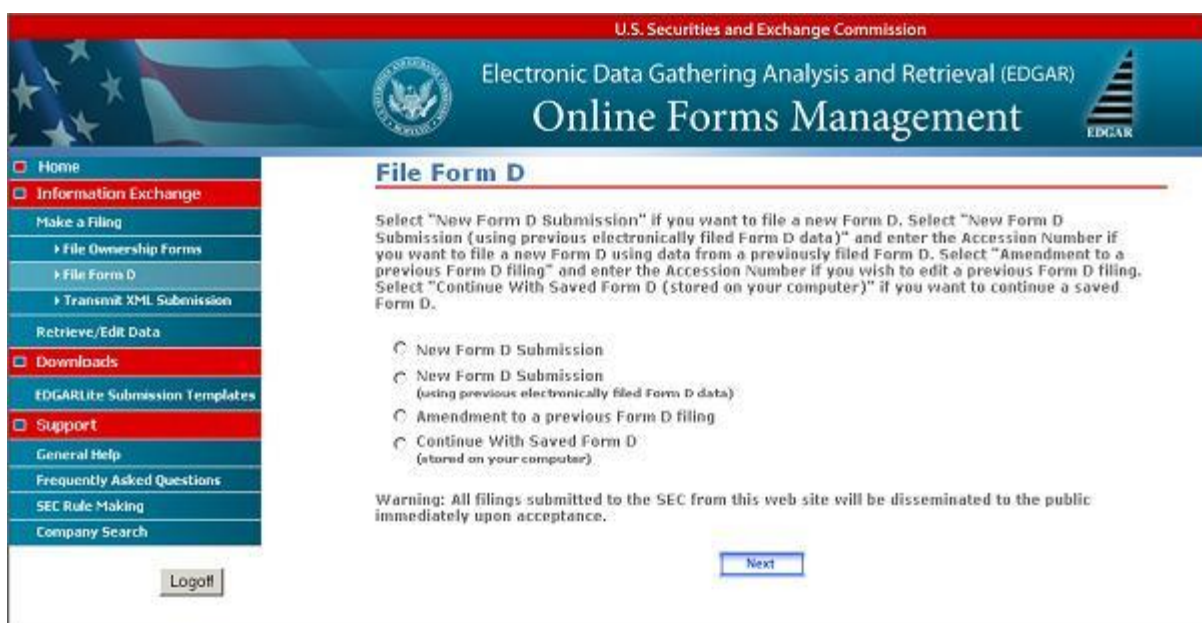 U.S. Securities and Exchange Commission
Electronic Data Gathering Analysis and Retrieval (EDGAR)
Online Forms Management
EDGAR
Home
Information Exchange
Make a Filing
File Ownership Forms
File Form D
Transmit XML Submission
Retrieve/Edit Data
Downloads
EDGARLite Submission Templates
Support
General Help
Frequently Asked Questions
SEC Rule Making
Company Search
Logoff
File Form D
Select "New Form D Submission" if you want to file a new Form D. Select "New Form D
Submission (using previous electronically filed Form D data)" and enter the Accession Number if
you want to file a new Form D using data from a previously filed Form D. Select "Amendment to a
previous Form D filing" and enter the Accession Number if you wish to edit a previous Form D filing.
Select "Continue With Saved Form D (stored on your computer)" if you want to continue a saved
Form D.
New Form D Submission
New Form D Submission
(using previous electronically filed Form D data)
Amendment to a previous Form D filing
Continue With Saved Form D
(stored on your computer)
Warning: All filings submitted to the SEC from this web site will be disseminated to the public
immediately upon acceptance.
Next